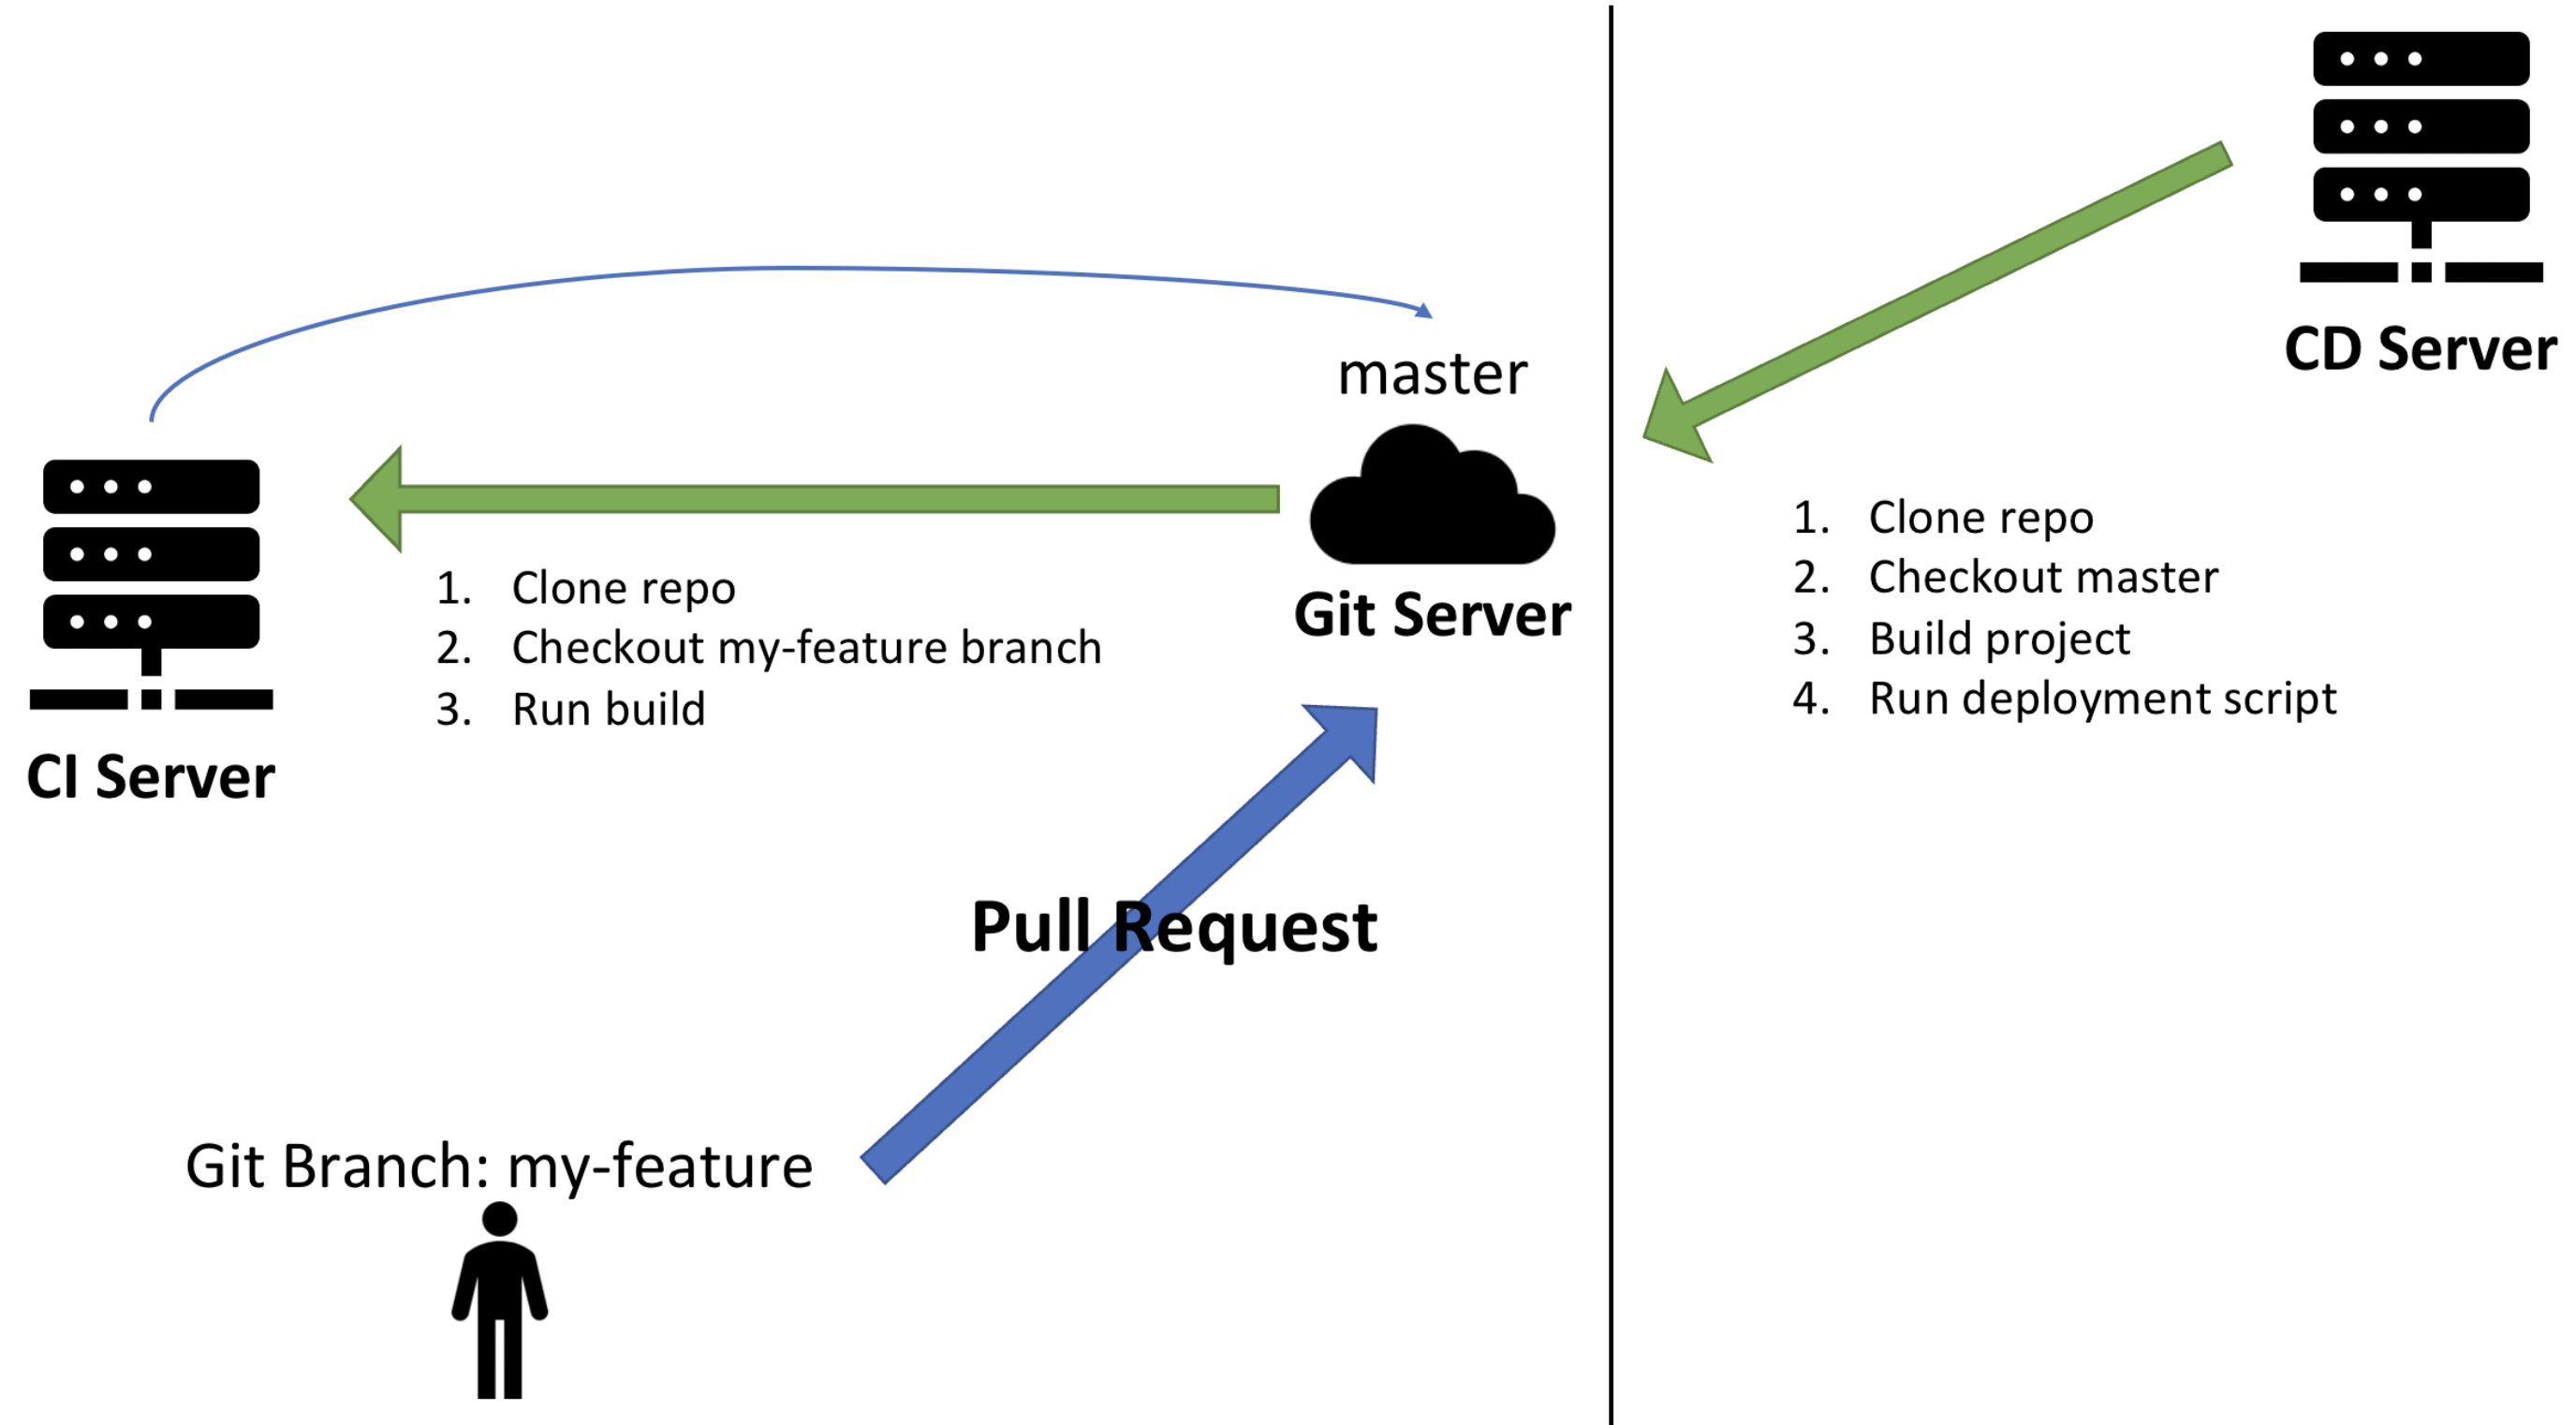 CD Server
master
Git Server
1. Clone repo
2. Checkout my-feature branch
3. Run build
CI Server
1. Clone repo
2. Checkout master
3. Build project
4. Run deployment script
Pull Request
Git Branch: my-feature